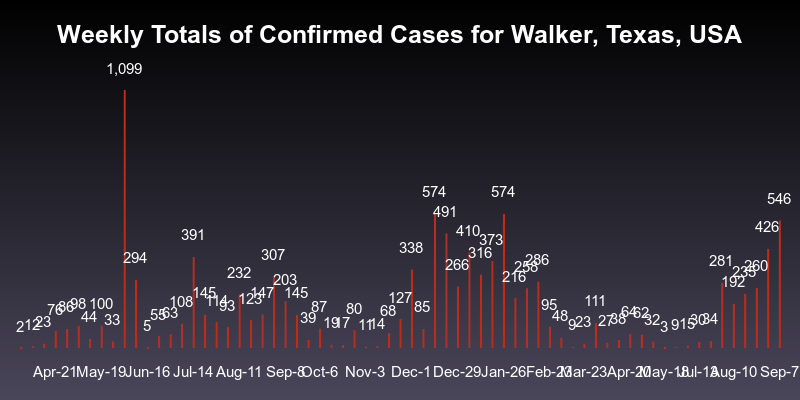 Weekly Totals of Confirmed Cases for Walker, Texas, USA
2 12 23 76 86 98 44 100 33 1,099 294 5 55 63 108 391 145 114 93 232 123 147 307 203 145 39 87 19 17 80 11 14 68 127 338 85 574 491 266 410 316 373 574 216 258 286 95 48 9 23 111 27 38 64 62 32 3 9 15 30 34 281 192 235 260 426 546
Apr-21 May-19 Jun-16 Jul-14 Aug-11 Sep-8 Oct-6 Nov-3 Dec-1 Dec-29 Jan-26 Feb-23 Mar-23 Apr-20 May-18 Jul-13 Aug-10 Sep-7